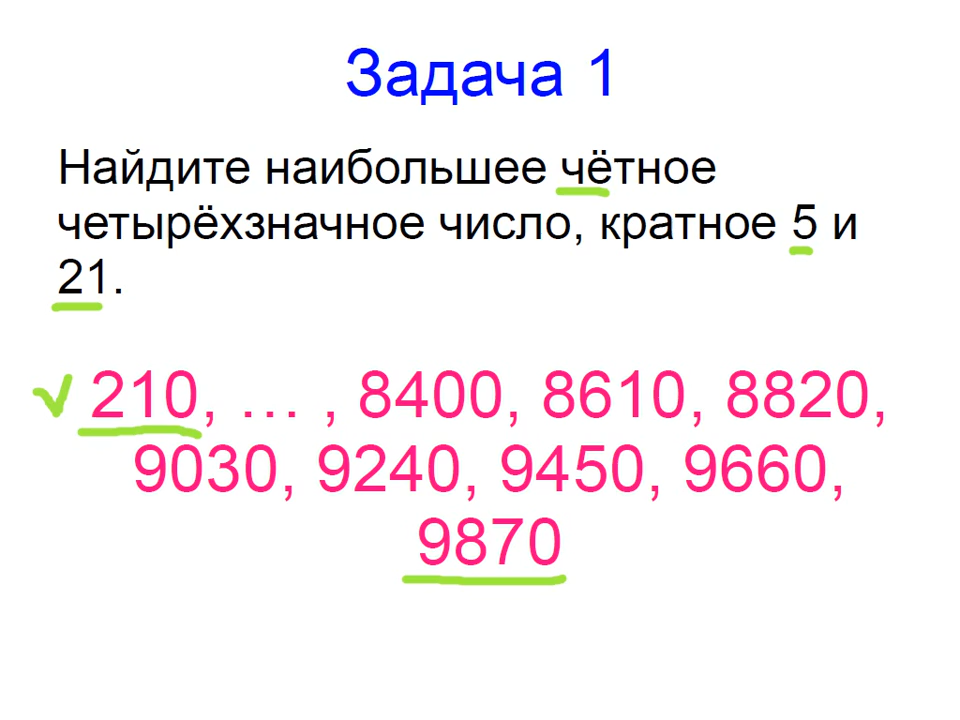 Задача 1
Найдите наибольшее чётное
четырёхзначное число, кратное 5 и
21.
210, … , 8400, 8610, 8820,
9030, 9240, 9450, 9660,
9870